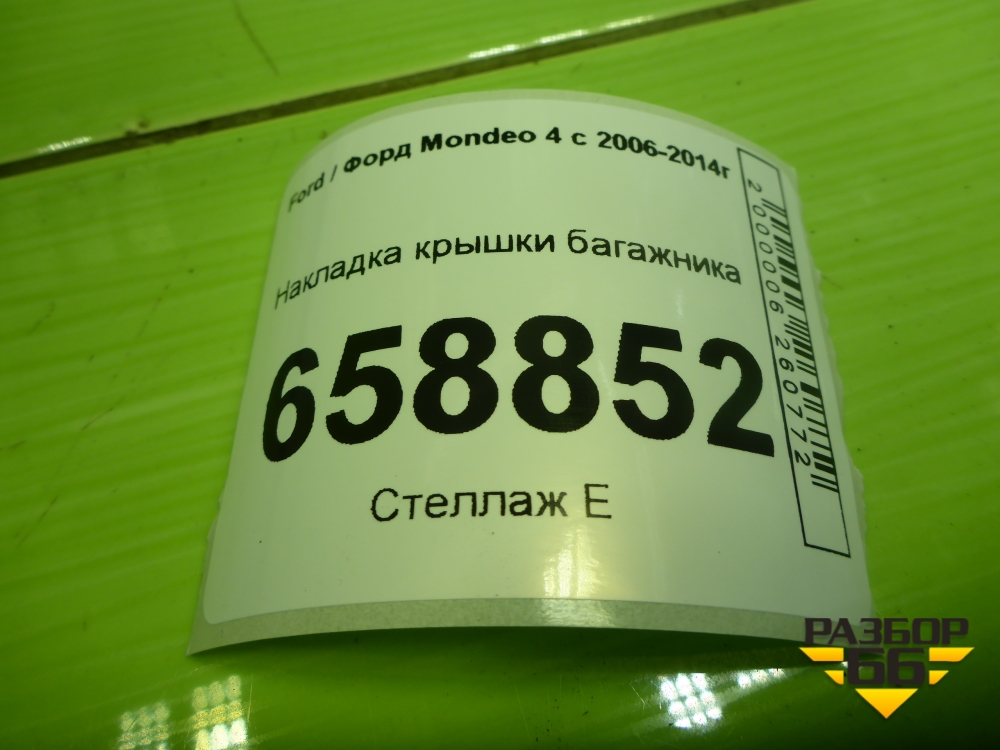 Ford / Форд Mondeo 4 с 2006-2014г
Накладка крышки багажника
658852
Стеллаж Е
2000006260772
РАЗБОР
66